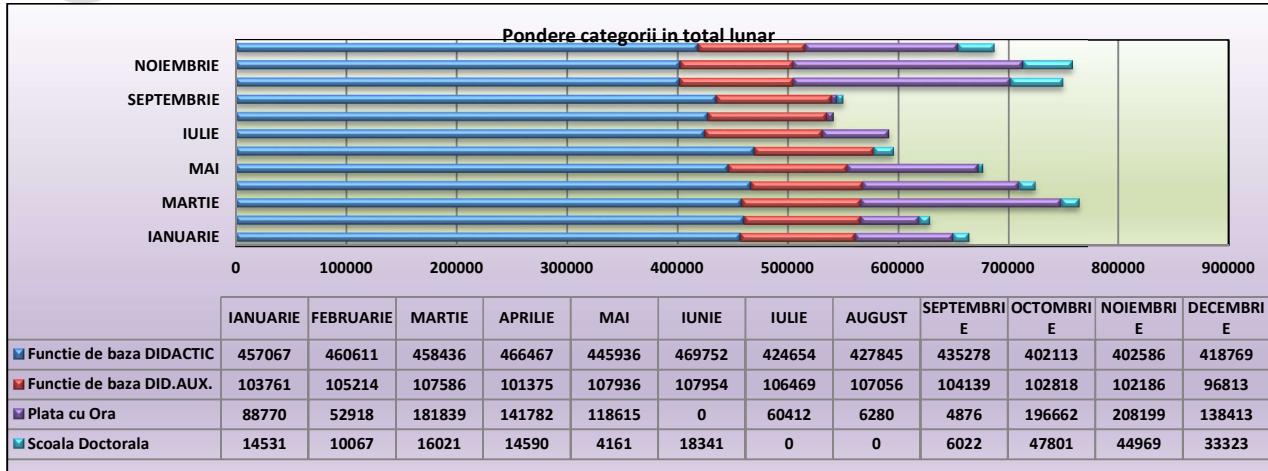 Pondere categorii in total lunar
NOIEMBRIE
SEPTEMBRIE
IULIE
MAI
MARTIE
IANUARIE
0 100000 200000 300000 400000 500000 600000 700000 800000 900000
IANUARIE FEBRUARIE MARTIE APRILIE MAI IUNIE IULIE AUGUST SEPTEMBRI OCTOMBRI NOIEMBRI DECEMBRI
E E E E
Functie de baza DIDACTIC 457067 460611 458436 466467 445936 469752 424654 427845 435278 402113 402586 418769
Functie de baza DID.AUX. 103761 105214 107586 101375 107936 107954 106469 107056 104139 102818 102186 96813
Plata cu Ora 88770 52918 181839 141782 118615 0 60412 6280 4876 196662 208199 138413
Scoala Doctorala 14531 10067 16021 14590 4161 18341 0 0 6022 47801 44969 33323